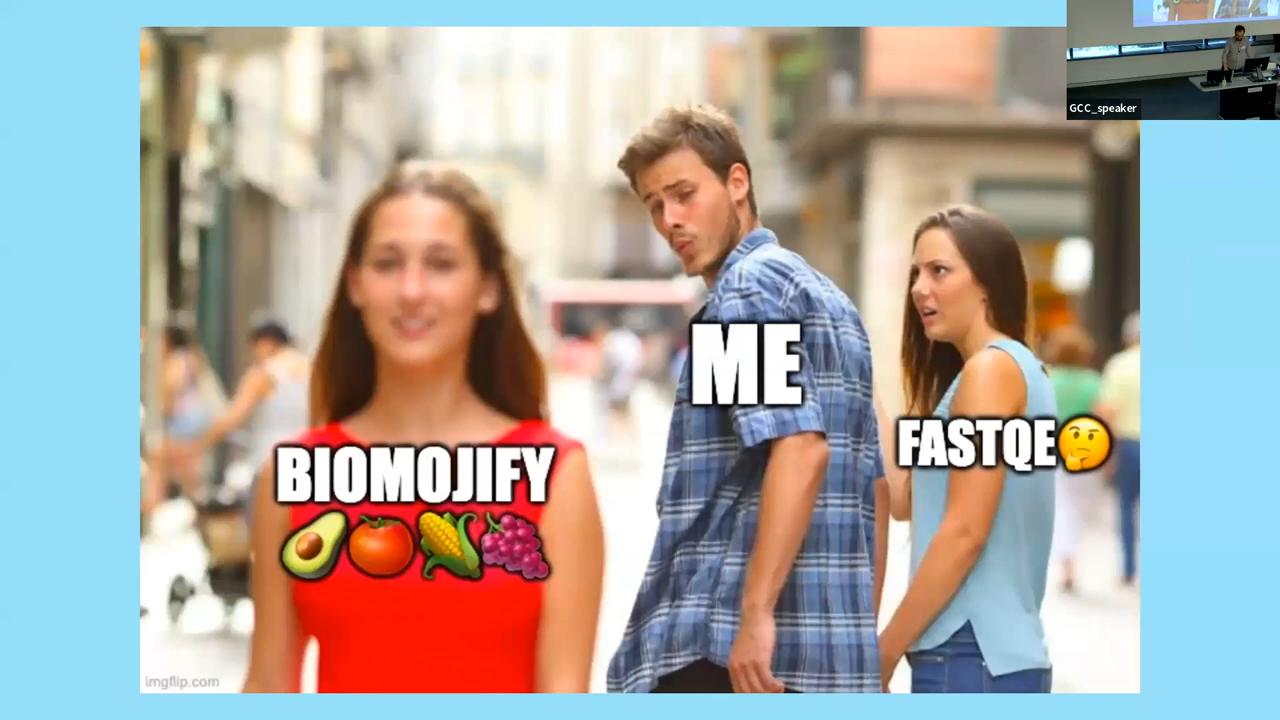 GCC_speaker
ME
FASTQE🤔
BIOMOJIFY
🥑🍅🌽🍇
imgflip.com